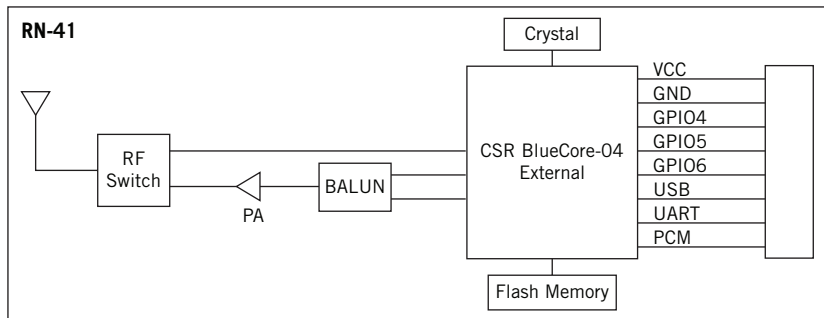 RN-41
Crystal
RF
Switch
PA
BALUN
CSR BlueCore-04
External
Flash Memory
VCC
GND
GPIO4
GPIO5
GPIO6
USB
UART
PCM